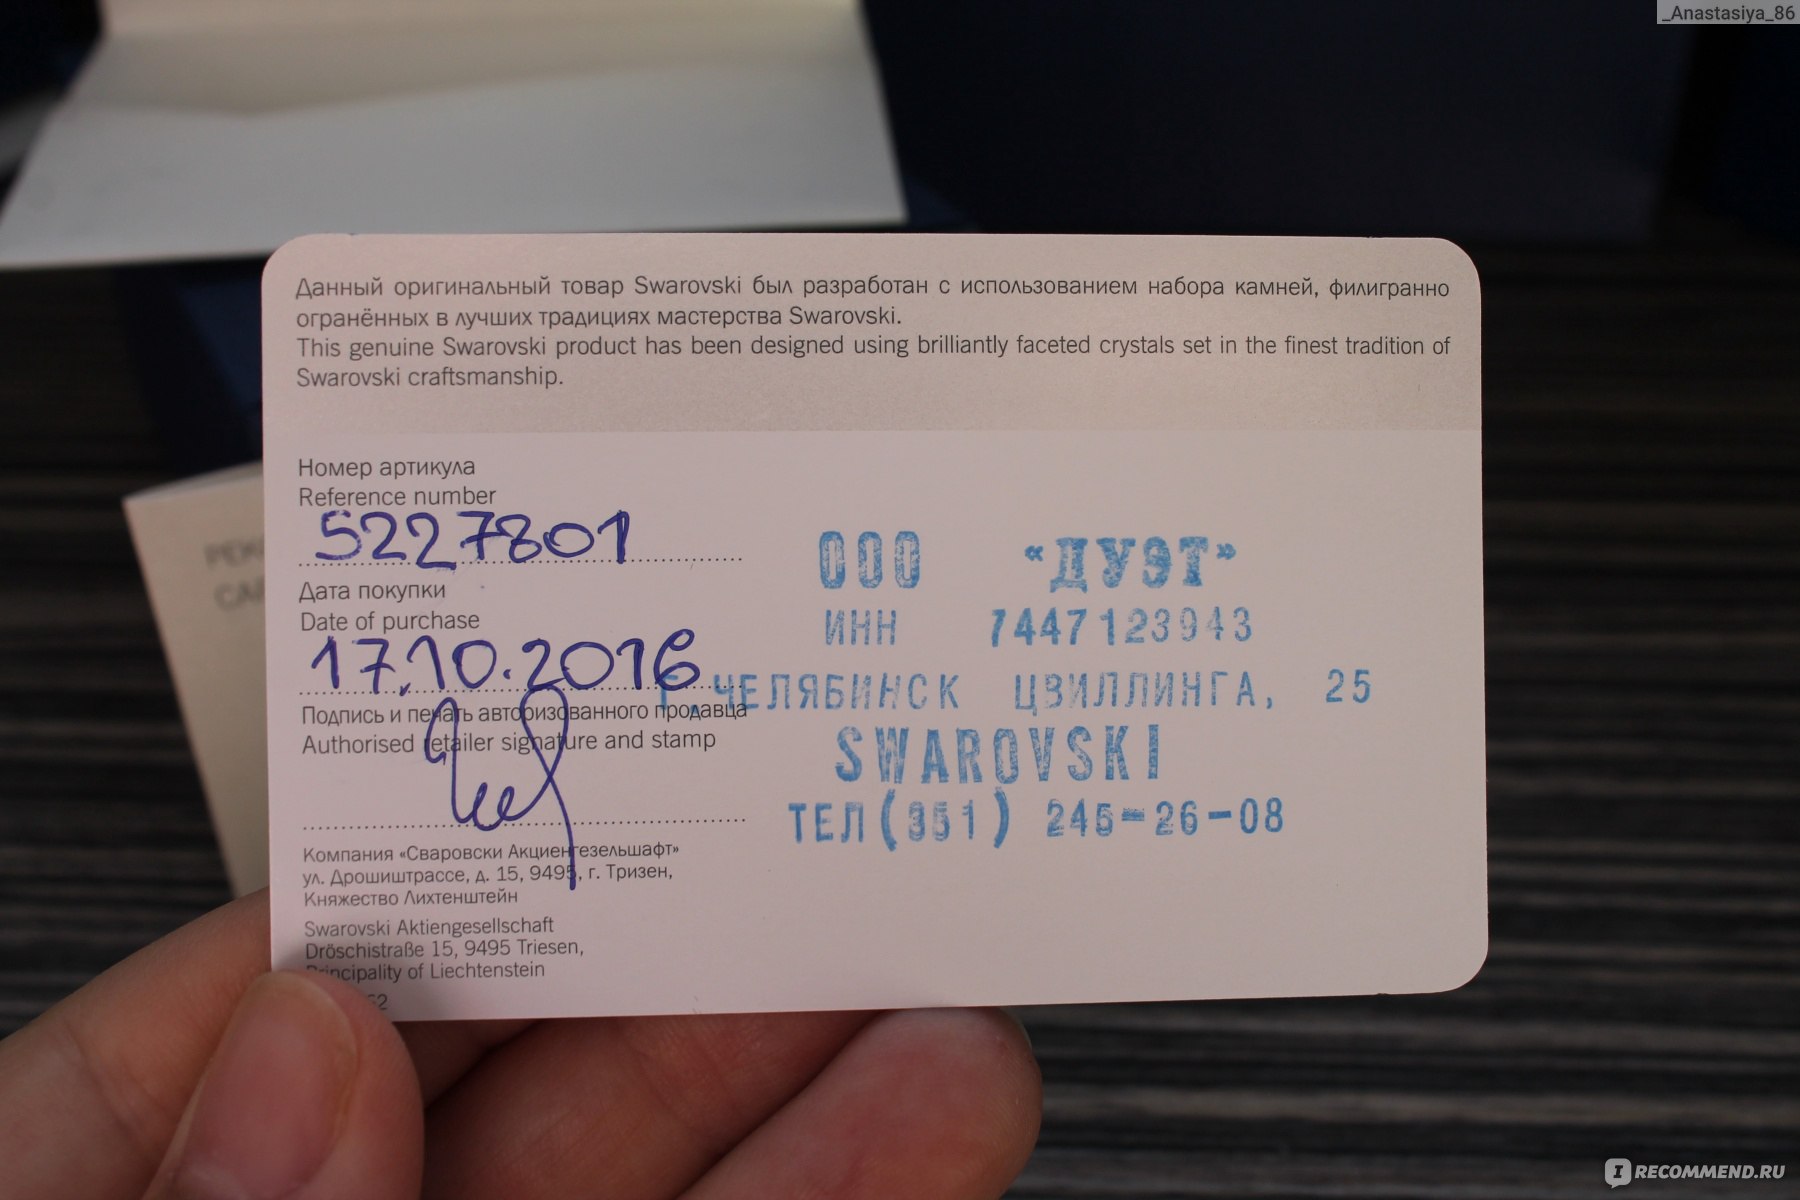 _Anastasiya_86
Данный оригинальный товар Swarovski был разработан с использованием набора камней, филигранно
огранённых в лучших традициях мастерства Swarovski.
This genuine Swarovski product has been designed using brilliantly faceted crystals set in the finest tradition of
Swarovski craftsmanship.
Номер артикула
Reference number
5227801
Дата покупки
Date of purchase
17.10.2016
Подпись и печать авторизованного продавца
Authorised retailer signature and stamp
ООО «ДУЭТ»
ИНН 7447123943
Г. ЧЕЛЯБИНСК ЦВИЛЛИНГА, 25
SWAROVSKI
ТЕЛ(351) 245-26-08
Компания «Сваровски Акциенгезельшафт»
ул. Дрошиштрассе, д. 15, 9495, г. Тризен,
Княжество Лихтенштейн
Swarovski Aktiengesellschaft
Dröschistraße 15, 9495 Triesen,
Principality of Liechtenstein
IRECOMMEND.RU